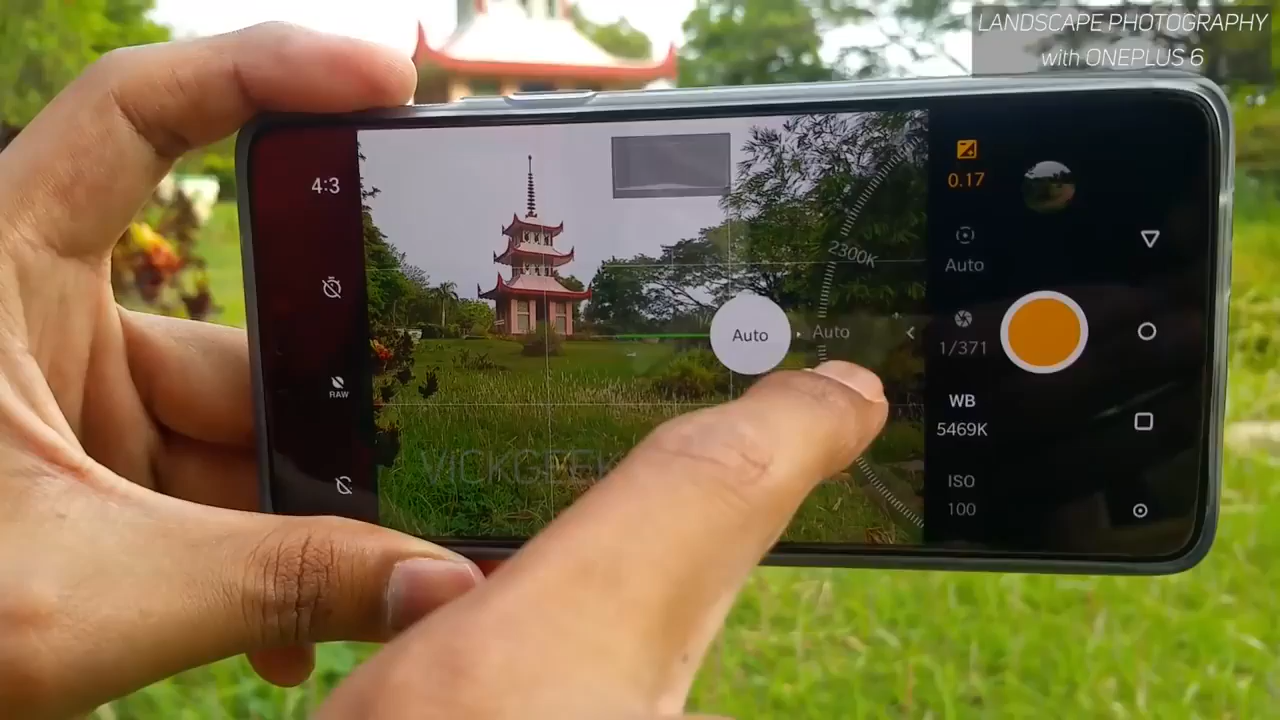 LANDSCAPE PHOTOGRAPHY
with ONEPLUS 6
4:3
RAW
2300K
Auto
Auto
0.17
Auto
1/371
WB
5469K
ISO
100
VICKGEEK